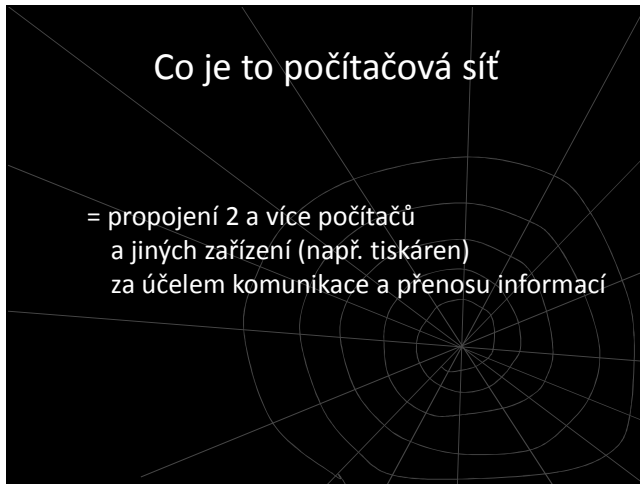 Co je to počítačová síť
= propojení 2 a více počítačů
a jiných zařízení (např. tiskáren)
za účelem komunikace a přenosu informací